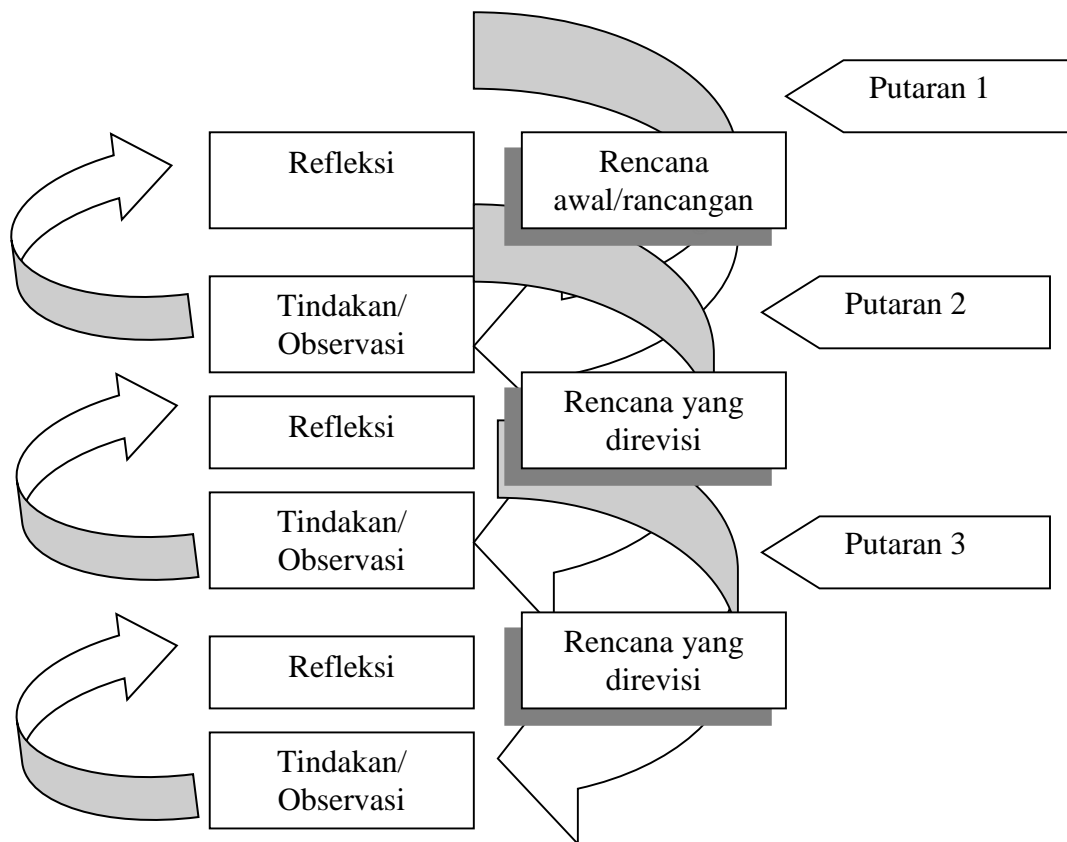 Putaran 1
Refleksi
Rencana
awal/rancangan
Tindakan/
Observasi
Putaran 2
Refleksi
Rencana yang
direvisi
Tindakan/
Observasi
Putaran 3
Refleksi
Rencana yang
direvisi
Tindakan/
Observasi